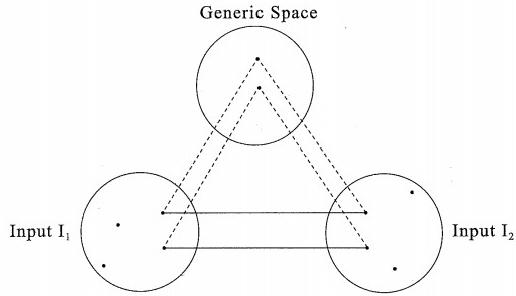 Generic Space
Input I₁
Input I₂